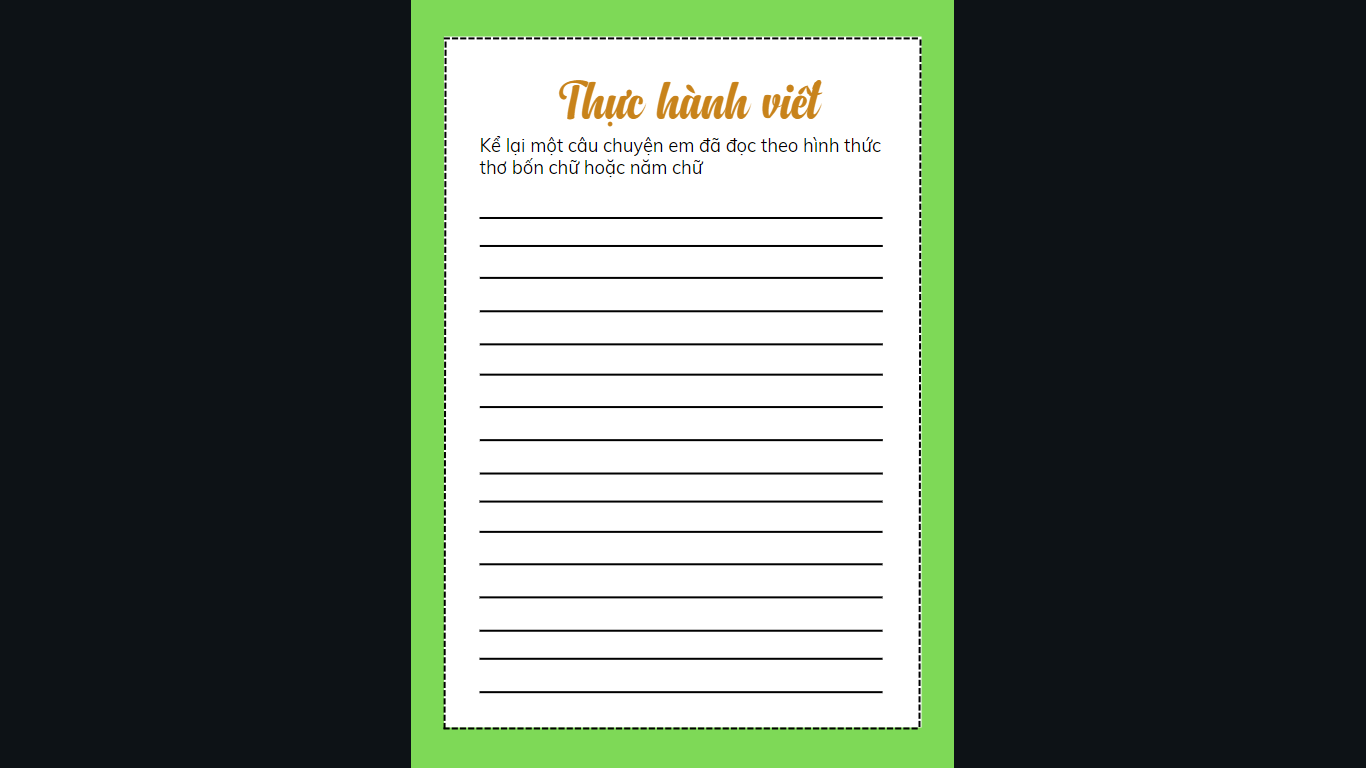 Thực hành viết
Kể lại một câu chuyện em đã đọc theo hình thức
thơ bốn chữ hoặc năm chữ